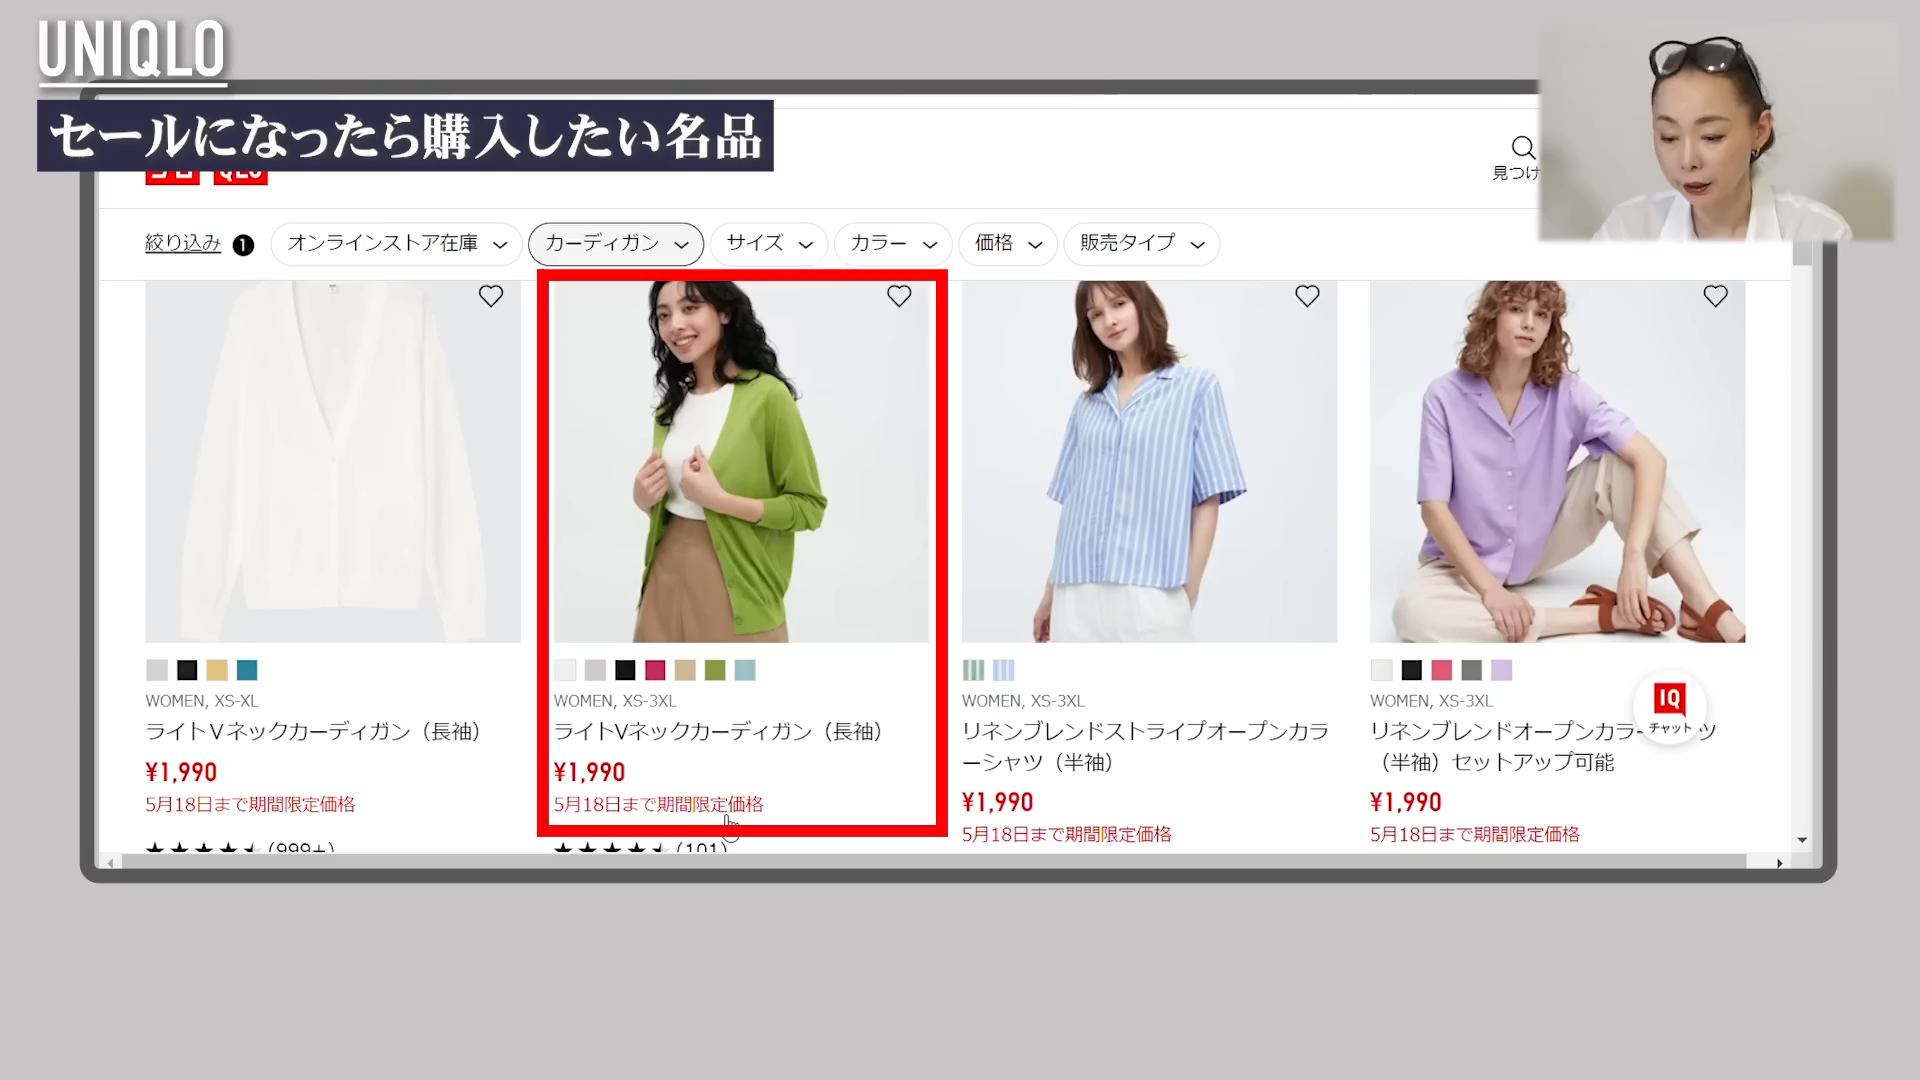 UNIQLO
セールになったら購入したい名品
見つけ
絞り込み 1
オンラインストア在庫
カーディガン
サイズ
カラー
価格
販売タイプ
WOMEN, XS-XL
ライトVネックカーディガン（長袖）
¥1,990
5月18日まで期間限定価格
(999+)
WOMEN, XS-3XL
ライトVネックカーディガン（長袖）
¥1,990
5月18日まで期間限定価格
(101)
WOMEN, XS-3XL
リネンブレンドストライプオープンカラ
ーシャツ（半袖）
¥1,990
5月18日まで期間限定価格
WOMEN, XS-3XL
リネンブレンドオープンカラー
ツ
（半袖）セットアップ可能
¥1,990
5月18日まで期間限定価格
IQ
チャット